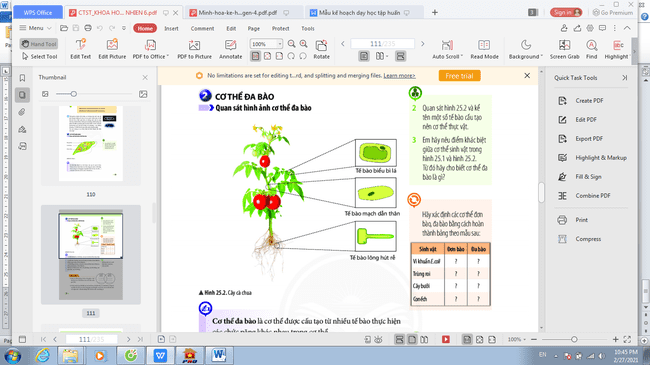 WPS Office
CTST_KHOA HO... NHIEN 6.pdf
Minh-hoa-ke-h...gen-4.pdf.pdf
Mẫu kế hoạch dạy học tập huấn
Sign in
Go Premium
Menu
Home
Insert
Comment
Edit
Page
Protect
Tools
Hand Tool
Select Tool
Edit Text
Edit Picture
PDF to Office
PDF to Picture
Annotate
100%
Rotate
111/235
Auto Scroll
Read Mode
Background
Screen Grab
Find
Highlight
Thumbnail
No limitations are set for editing t...rd, and splitting and merging files. Learn more>
Free trial
110
111
2 CƠ THỂ ĐA BÀO
Quan sát hình ảnh cơ thể đa bào
Tế bào biểu bì lá
Tế bào mạch dẫn thân
Tế bào lông hút rễ
▲ Hình 25.2. Cây cà chua
Cơ thể đa bào là cơ thể được cấu tạo từ nhiều tế bào thực hiện
các chức năng khác nhau trong cơ thể.
2 Quan sát hình 25.2 và kể
tên một số tế bào cấu tạo
nên cơ thể thực vật.
3 Em hãy nêu điểm khác biệt
giữa cơ thể sinh vật trong
hình 25.1 và hình 25.2.
Từ đó hãy cho biết cơ thể đa
bào là gì?
Hãy xác định các cơ thể đơn
bào, đa bào bằng cách hoàn
thành bảng theo mẫu sau:
Sinh vật Đơn bào Đa bào
Vi khuẩn E.coli ? ?
Trùng roi ? ?
Cây bưởi ? ?
Con ếch ? ?
Quick Task Tools
Create PDF
Edit PDF
Export PDF
Highlight & Markup
Fill & Sign
Combine PDF
Print
Compress
111/235
100%
EN
10:45 PM
2/27/2021